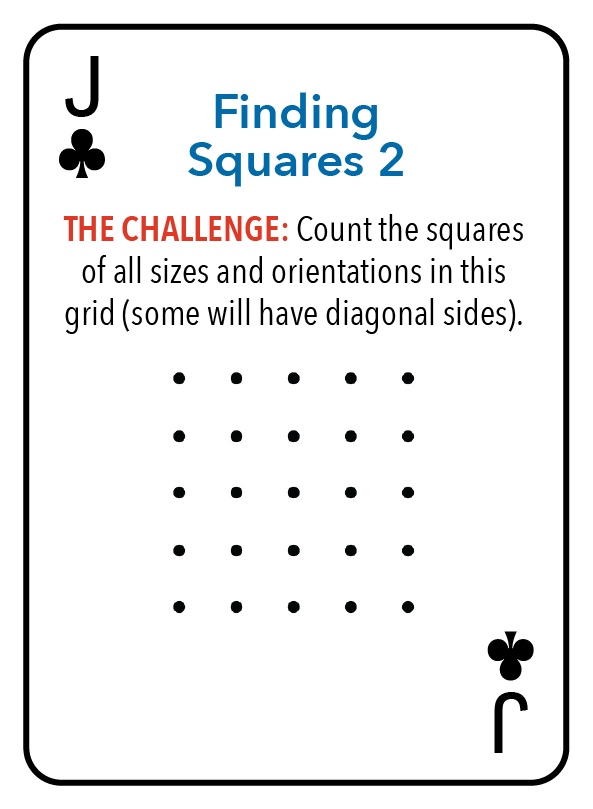 J
Finding
Squares 2
THE CHALLENGE: Count the squares
of all sizes and orientations in this
grid (some will have diagonal sides).
J